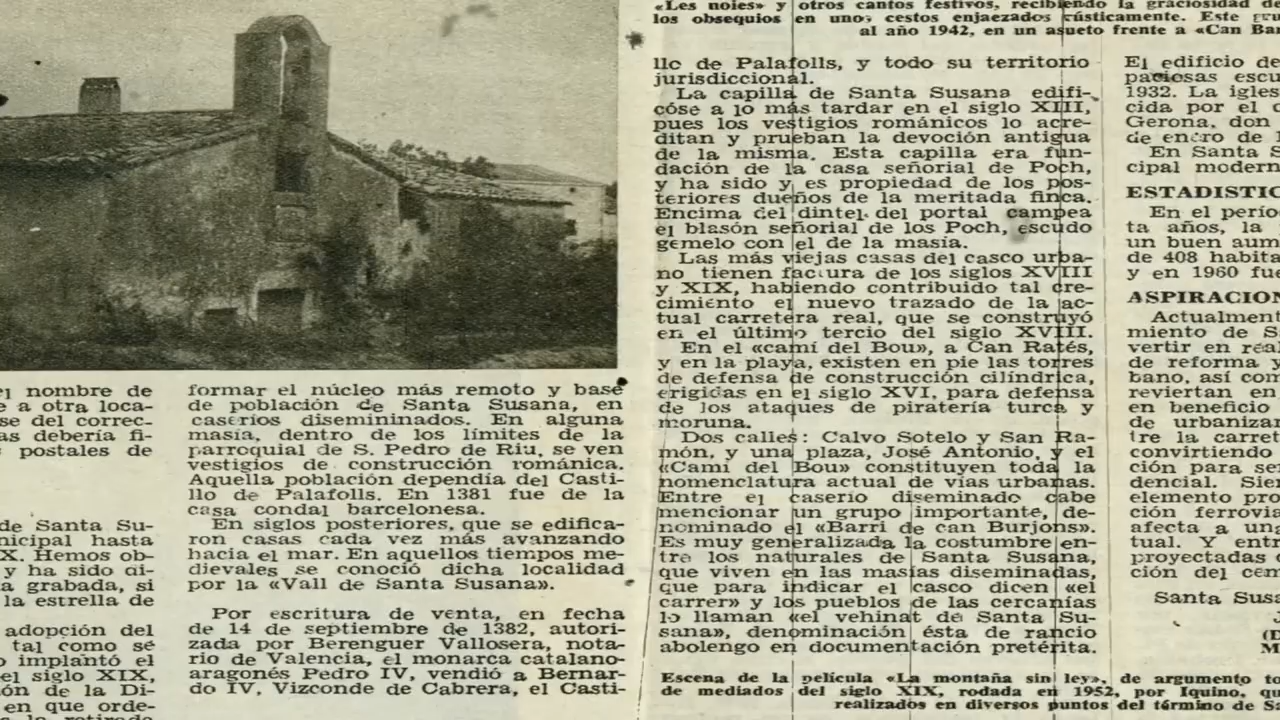 el nombre de
e a otra loca-
se del correc-
as debería fi-
postales de
de Santa Su-
nicipal hasta
X. Hemos ob-
y ha sido di-
a grabada, si
la estrella de
adopción del
tal como se
o implantó el
el siglo XIX,
ón de la Di-
en que orde-
formar el núcleo más remoto y base
de población de Santa Susana, en
caseríos desimininados. En alguna
masía, dentro de los límites de la
parroquial de S. Pedro de Riu, se ven
vestigios de construcción románica.
Aquella población dependía del Casti-
llo de Palafolls. En 1381 fue de la
casa condal barcelonesa.
En siglos posteriores, que se edifica-
ron casas cada vez más avanzando
hacia el mar. En aquellos tiempos me-
dievales se conoció dicha localidad
por la «Vall de Santa Susana».
Por escritura de venta, en fecha
de 14 de septiembre de 1382, autori-
zada por Berenguer Vallosera, nota-
rio de Valencia, el monarca catalano-
aragonés Pedro IV, vendió a Bernar-
do IV, Vizconde de Cabrera, el Casti-
«Les noies» y otros cantos festivos, recibiendo la graciosidad de
los obsequios en unos cestos enjaezados rústicamente. Este
al año 1942, en un asueto frente a «Can Bar
llo de Palafolls, y todo su territorio
jurisdiccional.
La capilla de Santa Susana edifi-
cóse a lo más tardar en el siglo XIII,
pues los vestigios románicos lo acre-
ditan y prueban la devoción antigua
de la misma. Esta capilla era fun-
dación de la casa señorial de Poch,
y ha sido y es propiedad de los pos-
teriores dueños de la meritada finca.
Encima del dintel del portal campea
el blasón señorial de los Poch, escudo
gemelo con el de la masía.
Las más viejas casas del casco urba-
no tienen factura de los siglos XVIII
y XIX, habiendo contribuido tal cre-
cimiento el nuevo trazado de la ac-
tual carretera real, que se construyó
en el último tercio del siglo XVIII.
En el «camí del Bou», a Can Ratés,
y en la playa, existen en pie las torres
de defensa de construcción cilíndrica,
erigidas en el siglo XVI, para defensa
de los ataques de piratería turca y
moruna.
Dos calles: Calvo Sotelo y San Ra-
món, y una plaza, José Antonio, y el
«Camí del Bou» constituyen toda la
nomenclatura actual de vías urbanas.
Entre el caserío diseminado cabe
mencionar un grupo importante, de-
nominado el «Barri de can Burjons».
Es muy generalizada la costumbre en-
tre los naturales de Santa Susana,
que viven en las masías diseminadas,
que para indicar el casco dicen «el
carrer» y los pueblos de las cercanías
lo llaman «el vehinat de Santa Su-
sana», denominación ésta de rancio
abolengo en documentación pretérita.
Escena de la película «La montaña sin ley», de argumento to
de mediados del siglo XIX, rodada en 1952, por Iquino, qu
realizados en diversos puntos del término de Sa
El edificio de
paciosas escu
1932. La igles
cida por el c
Gerona, don
de enero de 1
En Santa S
cipal modern
ESTADISTIC
En el perío
ta años, la
un buen aum
de 408 habita
y en 1960 fue
ASPIRACION
Actualment
miento de S
vertir en real
de reforma y
bano, así com
reviertan en
en beneficio
de urbanizar
tre la carret
convirtiendo
ción para se
dencial. Sien
elemento pro
ción ferrovia
afecta a una
tual. Y entr
proyectadas
ción del cem
Santa Susa
J
(D
M